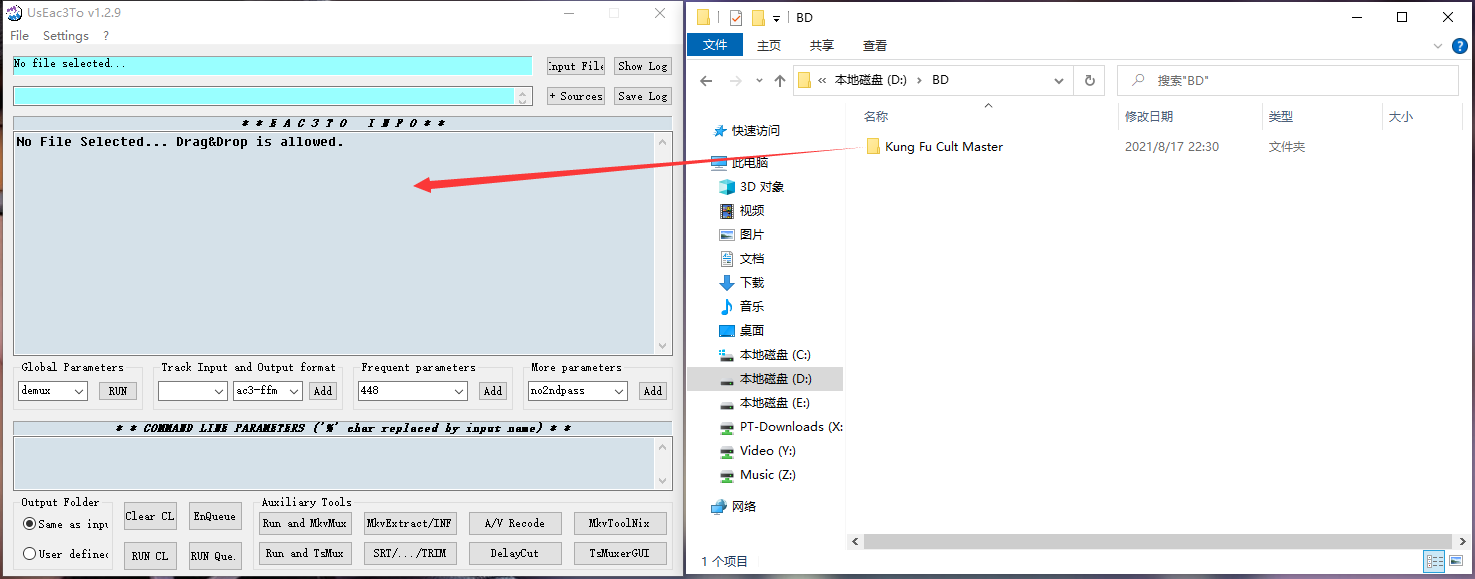 UsEac3To v1.2.9
File Settings ?
No file selected...
Input File
Show Log
+ Sources
Save Log
* * E A C 3 T O I N F O * *
No File Selected... Drag&Drop is allowed.
Global Parameters
demux
RUN
Track Input and Output format
ac3-ffm
Add
Frequent parameters
448
Add
More parameters
no2ndpass
Add
* * COMMAND LINE PARAMETERS ('%' char replaced by input name) * *
Output Folder
Same as inpu
User defined
Clear CL
EnQueue
RUN CL
RUN Que.
Auxiliary Tools
Run and MkvMux
MkvExtract/INF
A/V Recode
MkvToolNix
Run and TsMux
SRT/.../TRIM
DelayCut
TsMuxerGUI
BD
文件 主页 共享 查看
?
« 本地磁盘 (D:) › BD
搜索"BD"
名称 修改日期 类型 大小
Kung Fu Cult Master 2021/8/17 22:30 文件夹
快速访问
此电脑
3D 对象
视频
图片
文档
下载
音乐
桌面
本地磁盘 (C:)
本地磁盘 (D:)
本地磁盘 (E:)
PT-Downloads (X:
Video (Y:)
Music (Z:)
网络
1 个项目